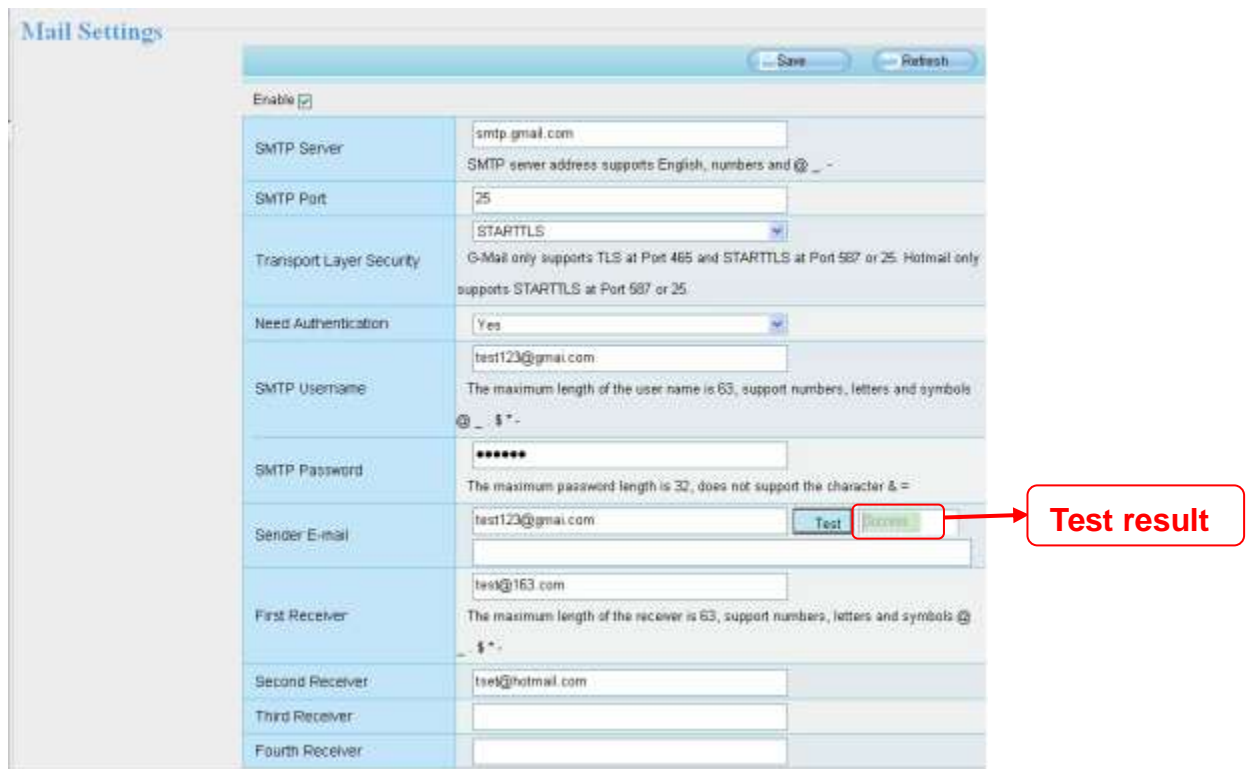 Mail Settings
Save Refresh
Enable
SMTP Server smtp.gmail.com
SMTP server address supports English, numbers and @ _ -
SMTP Port 25
STARTTLS
Transport Layer Security G-Mail only supports TLS at Port 465 and STARTTLS at Port 587 or 25. Hotmail only
supports STARTTLS at Port 587 or 25.
Need Authentication Yes
test123@gmai.com
SMTP Username The maximum length of the user name is 63, support numbers, letters and symbols
@ _ . $ * -
SMTP Password ••••••
The maximum password length is 32, does not support the character & =
Sender E-mail test123@gmai.com Test Success Test result
test@163.com
First Receiver The maximum length of the receiver is 63, support numbers, letters and symbols @
_ . $ * -
Second Receiver tset@hotmail.com
Third Receiver
Fourth Receiver